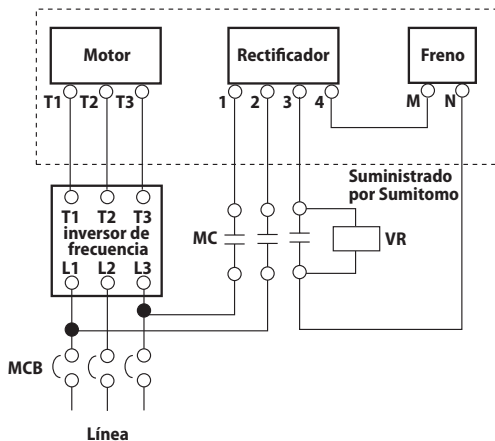 Motor
Rectificador
Freno
T1 T2 T3
1 2 3 4
M N
Suministrado
por Sumitomo
T1 T2 T3
inversor de
frecuencia
L1 L2 L3
MC
VR
MCB
Línea